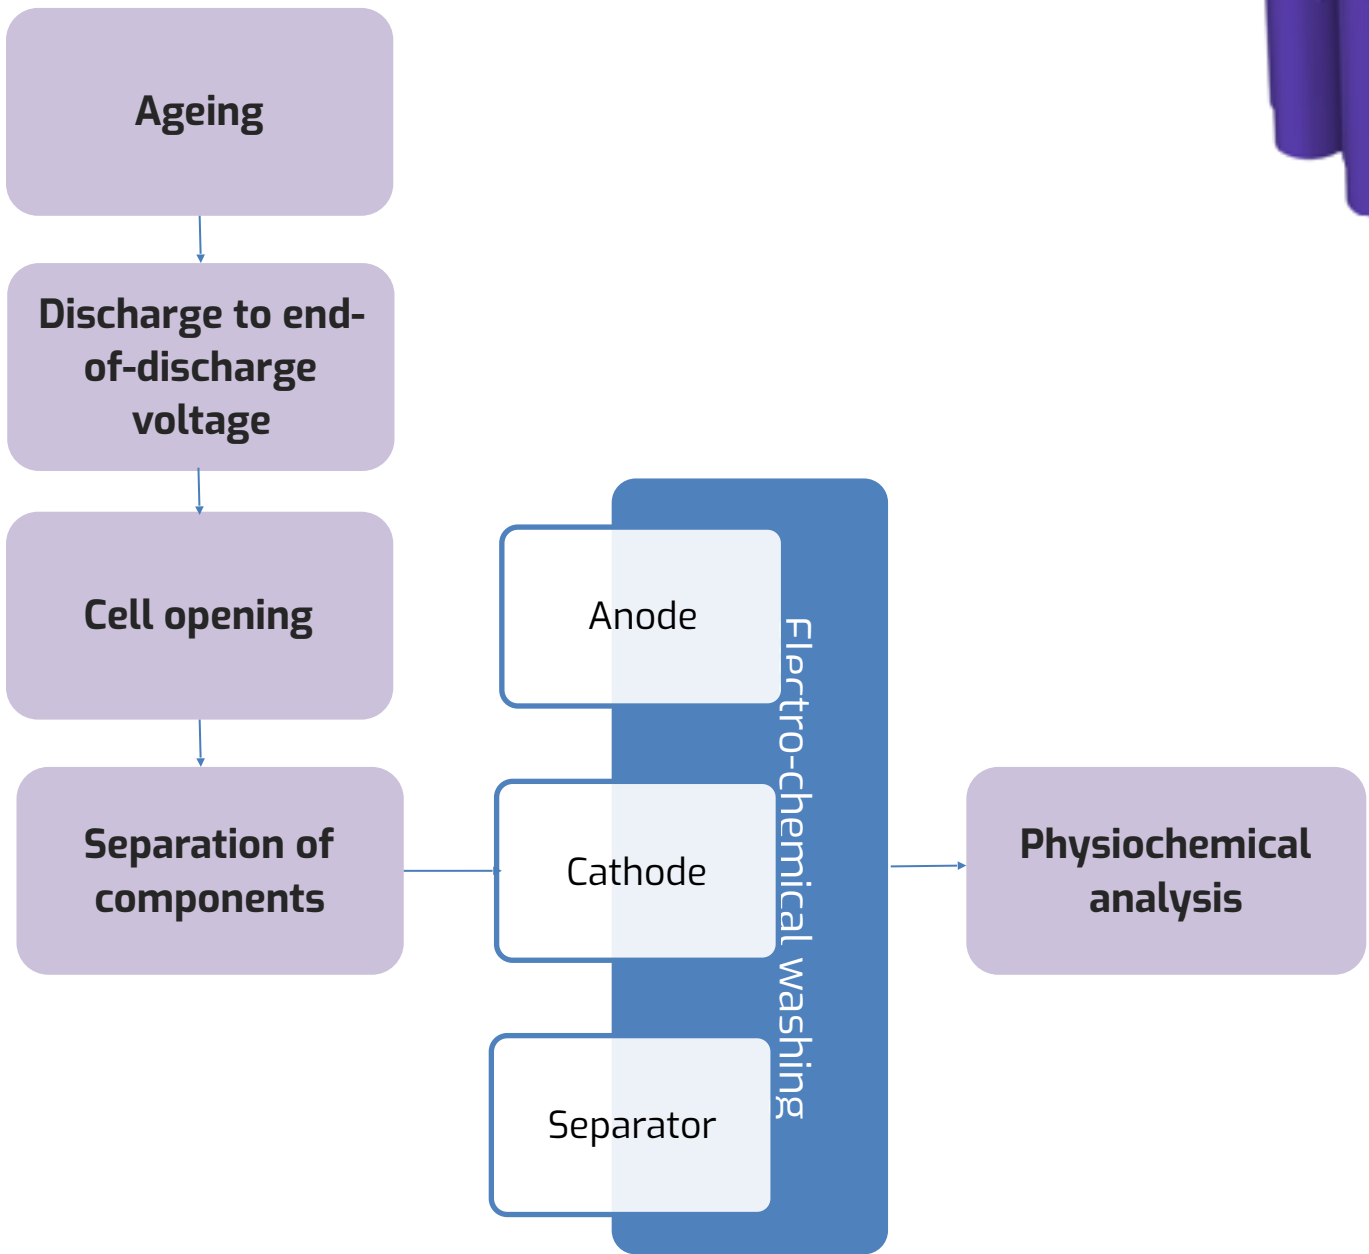 Ageing
Discharge to end-
of-discharge
voltage
Cell opening
Separation of
components
Anode
Cathode
Separator
Electro-chemical washing
Physiochemical
analysis